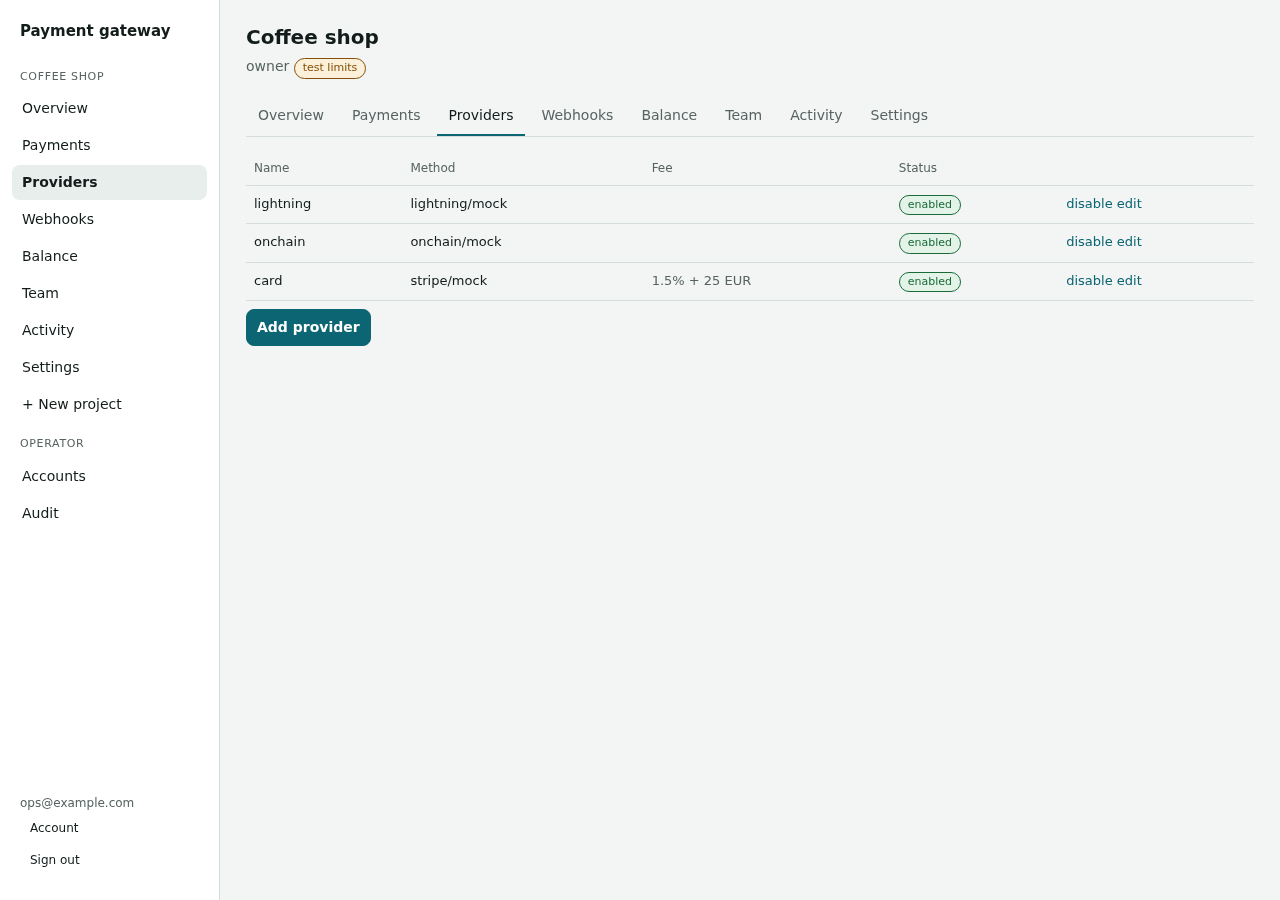 Payment gateway
COFFEE SHOP
Overview
Payments
Providers
Webhooks
Balance
Team
Activity
Settings
+ New project
OPERATOR
Accounts
Audit
ops@example.com
Account
Sign out
Coffee shop
owner test limits
Overview Payments Providers Webhooks Balance Team Activity Settings
Name Method Fee Status
lightning lightning/mock enabled disable edit
onchain onchain/mock enabled disable edit
card stripe/mock 1.5% + 25 EUR enabled disable edit
Add provider